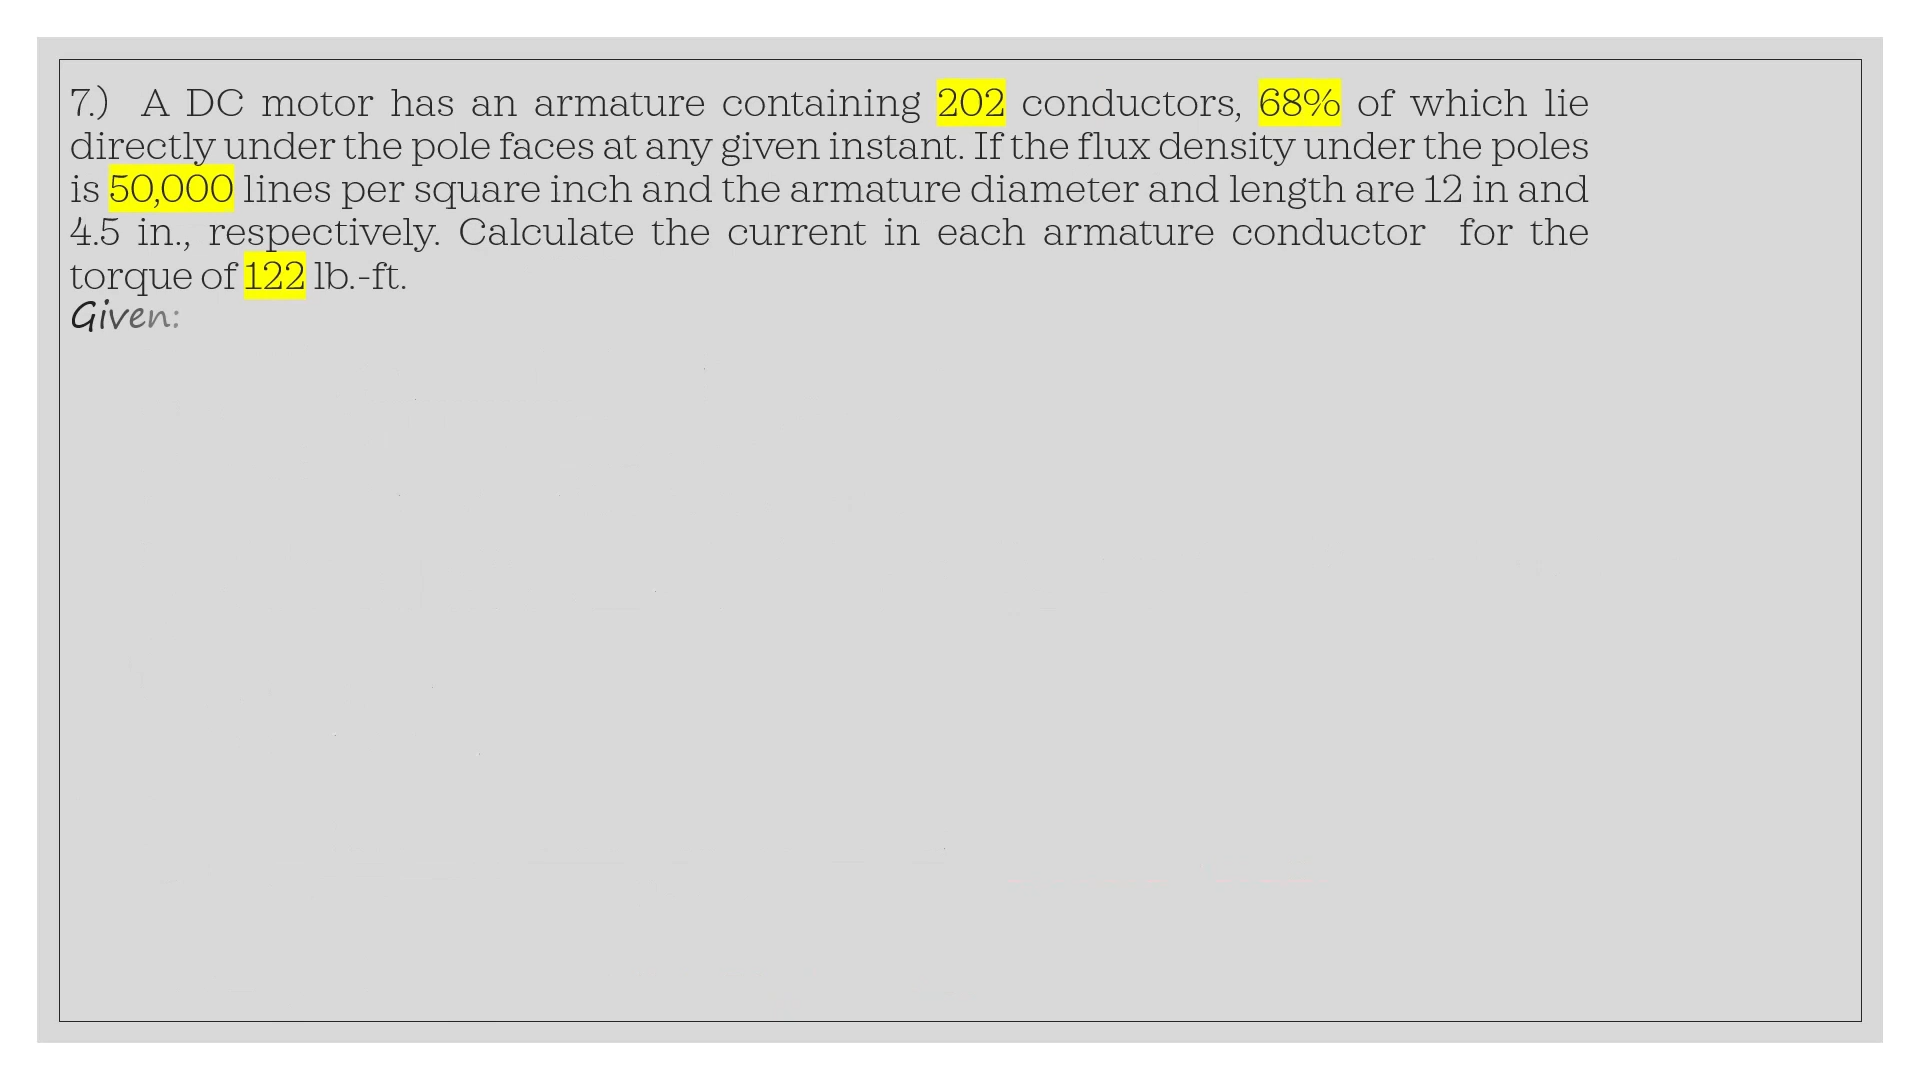 7.) A DC motor has an armature containing 202 conductors, 68% of which lie
directly under the pole faces at any given instant. If the flux density under the poles
is 50,000 lines per square inch and the armature diameter and length are 12 in and
4.5 in., respectively. Calculate the current in each armature conductor for the
torque of 122 lb.-ft.
Given: